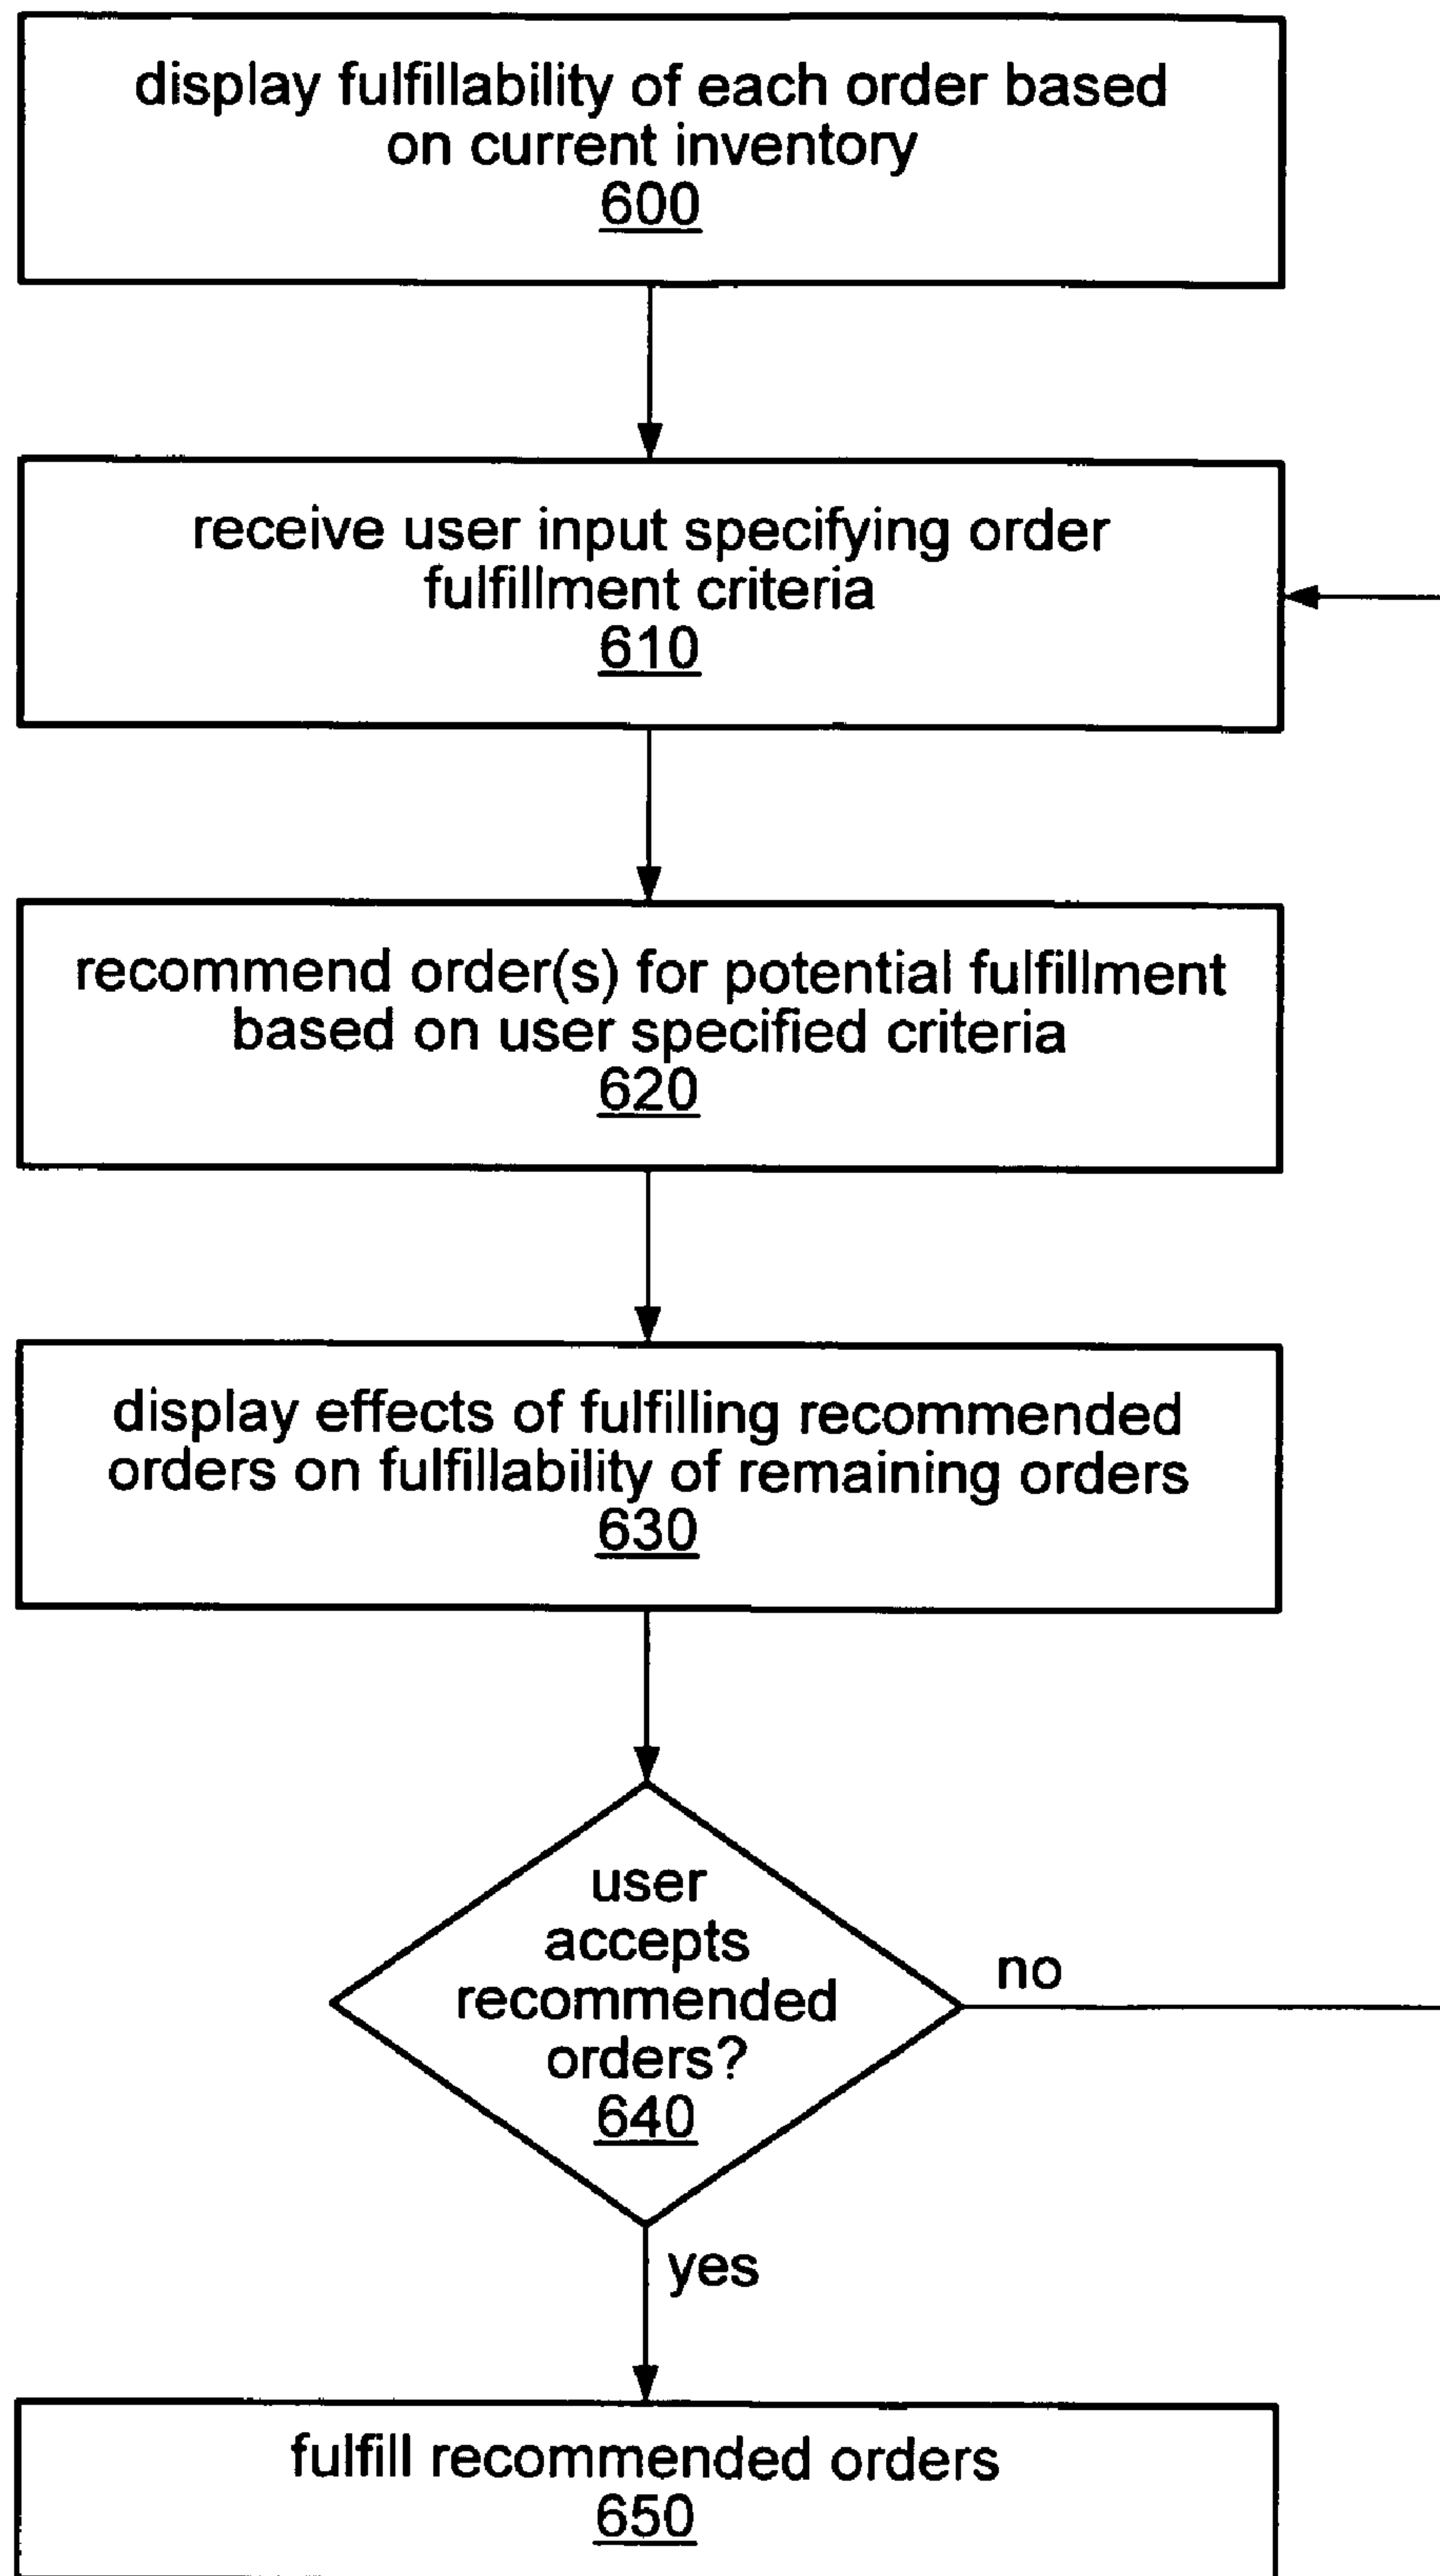 display fulfillability of each order based
on current inventory
600
receive user input specifying order
fulfillment criteria
610
recommend order(s) for potential fulfillment
based on user specified criteria
620
display effects of fulfilling recommended
orders on fulfillability of remaining orders
630
user
accepts
recommended
orders?
640
no
yes
fulfill recommended orders
650